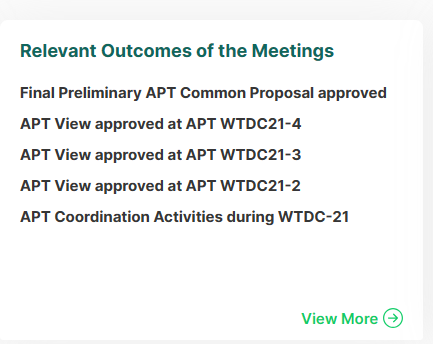 Relevant Outcomes of the Meetings
Final Preliminary APT Common Proposal approved
APT View approved at APT WTDC21-4
APT View approved at APT WTDC21-3
APT View approved at APT WTDC21-2
APT Coordination Activities during WTDC-21
View More